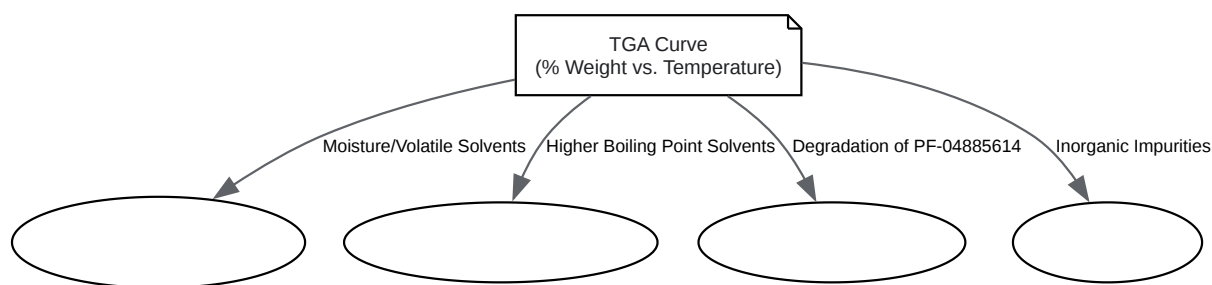 TGA Curve
(% Weight vs. Temperature)
Moisture/Volatile Solvents
Higher Boiling Point Solvents
Degradation of PF-04885614
Inorganic Impurities